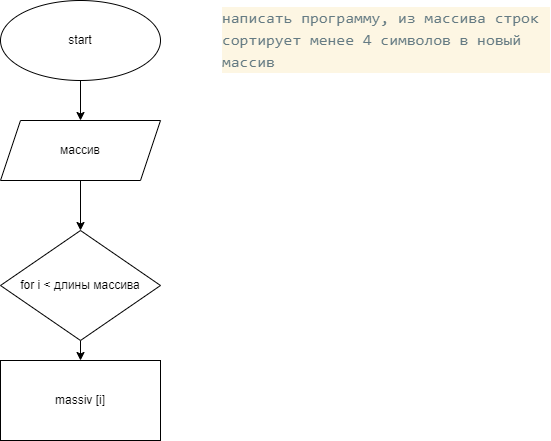 start
написать программу, из массива строк
сортирует менее 4 символов в новый
массив
массив
for i < длины массива
massiv [i]